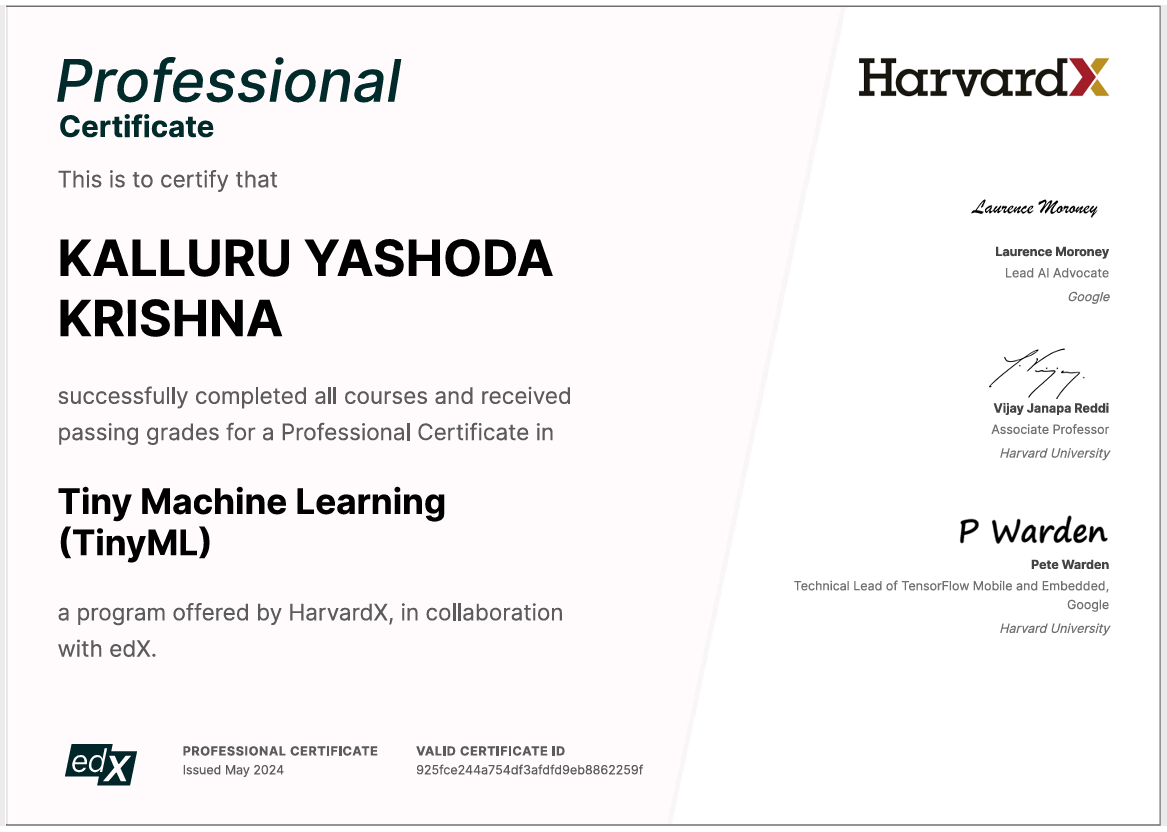 Professional
Certificate
This is to certify that
KALLURU YASHODA
KRISHNA
successfully completed all courses and received
passing grades for a Professional Certificate in
Tiny Machine Learning
(TinyML)
a program offered by HarvardX, in collaboration
with edX.
edX
PROFESSIONAL CERTIFICATE
Issued May 2024
VALID CERTIFICATE ID
925fce244a754df3afdfd9eb8862259f
HarvardX
Laurence Moroney
Laurence Moroney
Lead AI Advocate
Google
Vijay Janapa Reddi
Associate Professor
Harvard University
P Warden
Pete Warden
Technical Lead of TensorFlow Mobile and Embedded,
Google
Harvard University